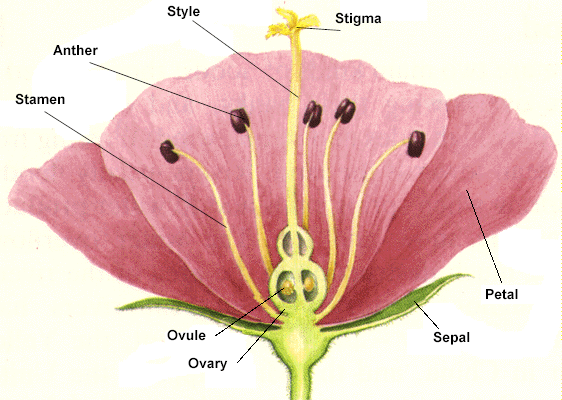 Style
Stigma
Anther
Stamen
Petal
Ovule
Sepal
Ovary